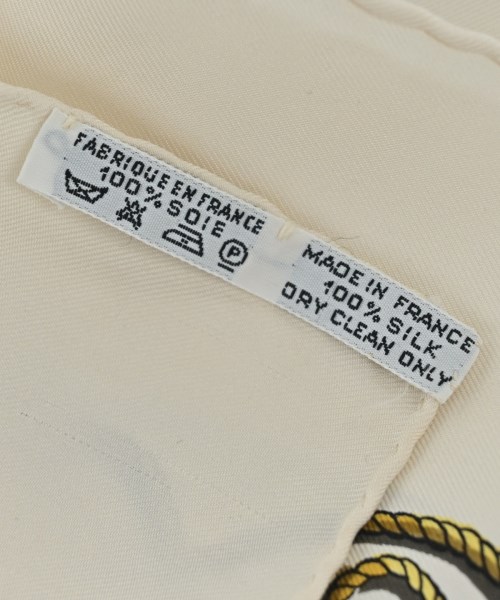 FABRIQUE EN FRANCE
100% SOIE
P
MADE IN FRANCE
100% SILK
DRY CLEAN ONLY